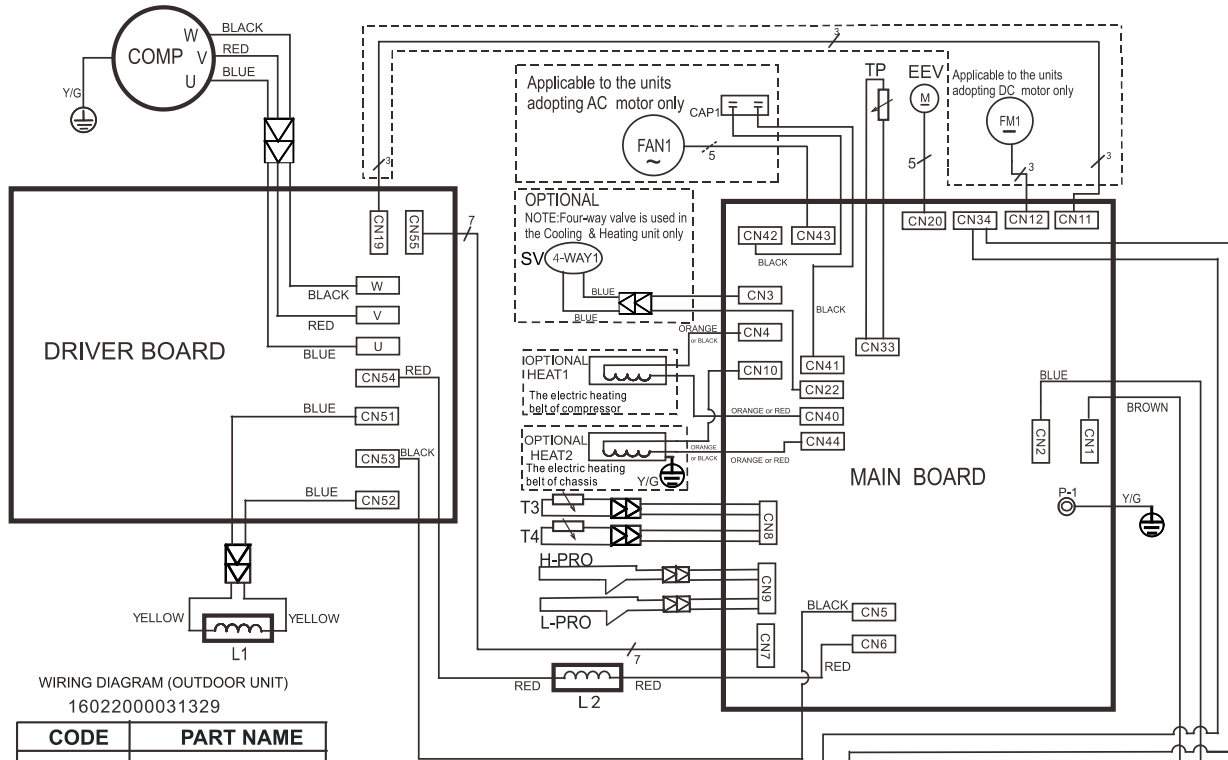 BLACK
W
RED
COMP
V
BLUE
U
Y/G
3
3
3
Applicable to the units
adopting AC motor only
CAP1
FAN1
~
5
TP
EEV
M
5
Applicable to the units
adopting DC motor only
FM1
3
DRIVER BOARD
CN19
CN55
7
W
BLACK
V
RED
U
BLUE
CN54
RED
CN51
BLUE
CN53
BLACK
CN52
BLUE
YELLOW
YELLOW
L1
OPTIONAL
NOTE:Four-way valve is used in
the Cooling & Heating unit only
SV
4-WAY1
BLUE
BLUE
ORANGE
or BLACK
OPTIONAL
HEAT1
The electric heating
belt of compressor
ORANGE or RED
OPTIONAL
HEAT2
The electric heating
belt of chassis
Y/G
ORANGE
or BLACK
ORANGE or RED
T3
T4
H-PRO
L-PRO
7
RED
RED
L2
MAIN BOARD
CN42
CN43
BLACK
CN20
CN34
CN12
CN11
CN3
BLACK
CN4
CN33
CN10
CN41
CN22
CN40
CN44
BLUE
BROWN
CN2
CN1
P-1
Y/G
CN8
CN9
CN7
BLACK
CN5
CN6
RED
WIRING DIAGRAM (OUTDOOR UNIT)
16022000031329
CODE
PART NAME